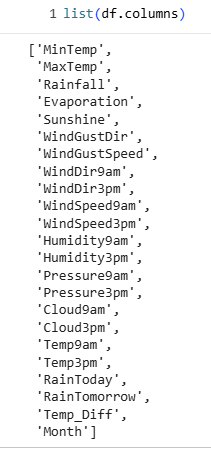 1 list(df.columns)
['MinTemp',
'MaxTemp',
'Rainfall',
'Evaporation',
'Sunshine',
'WindGustDir',
'WindGustSpeed',
'WindDir9am',
'WindDir3pm',
'WindSpeed9am',
'WindSpeed3pm',
'Humidity9am',
'Humidity3pm',
'Pressure9am',
'Pressure3pm',
'Cloud9am',
'Cloud3pm',
'Temp9am',
'Temp3pm',
'RainToday',
'RainTomorrow',
'Temp_Diff',
'Month']